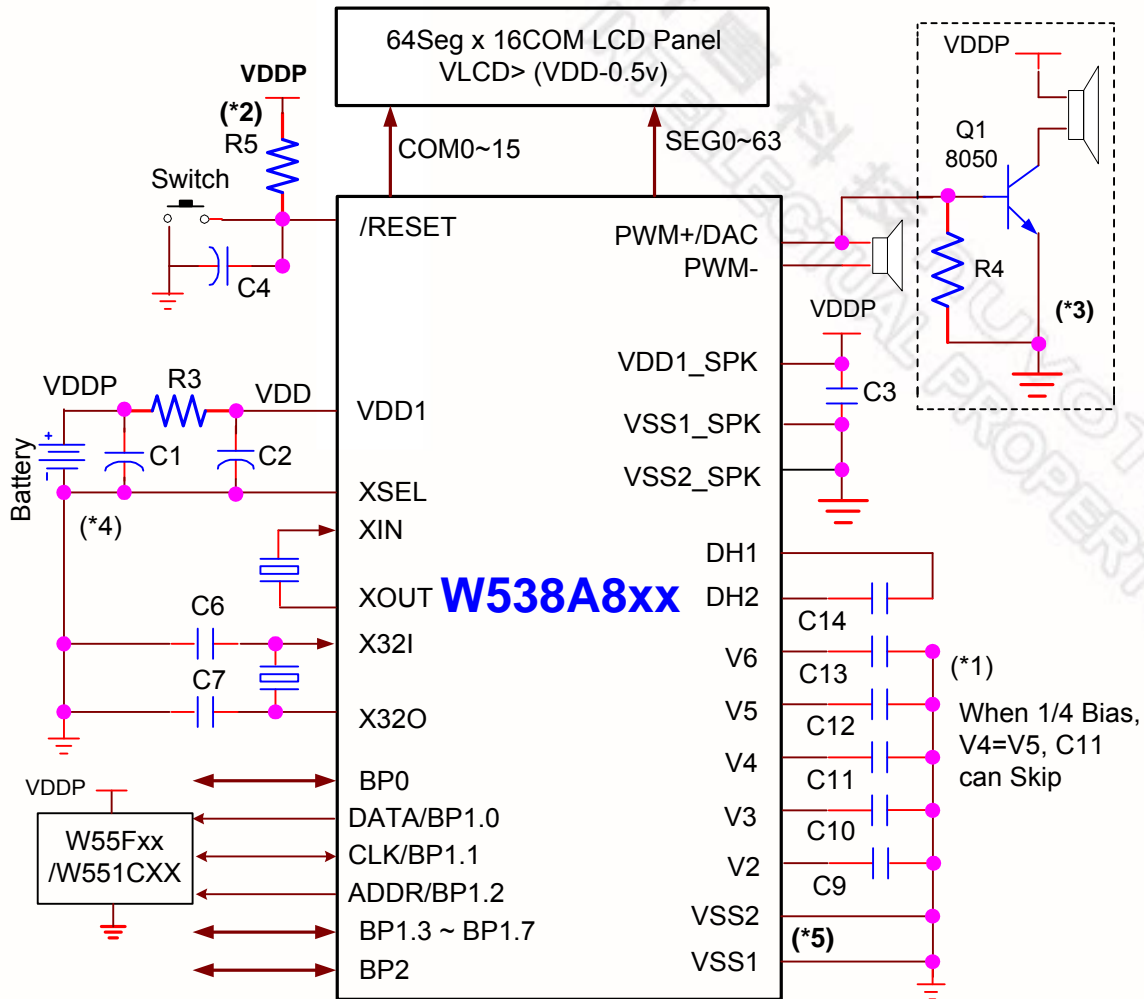 64Seg x 16COM LCD Panel
VLCD> (VDD-0.5v)
VDDP
(*2)
R5
Switch
C4
COM0~15
SEG0~63
VDDP
Q1
8050
R4
(*3)
/RESET
PWM+/DAC
PWM-
VDDP
VDD1_SPK
C3
VSS1_SPK
VSS2_SPK
VDDP
R3
VDD
VDD1
Battery
+
-
C1
C2
XSEL
(*4)
XIN
XOUT
W538A8xx
C6
X32I
C7
X32O
DH1
DH2
C14
V6
C13
(*1)
V5
C12
When 1/4 Bias,
V4=V5, C11
can Skip
V4
C11
V3
C10
V2
C9
VSS2
(*5)
VSS1
BP0
VDDP
W55Fxx
/W551CXX
DATA/BP1.0
CLK/BP1.1
ADDR/BP1.2
BP1.3 ~ BP1.7
BP2
科
INTELLECTUAL PROPERT